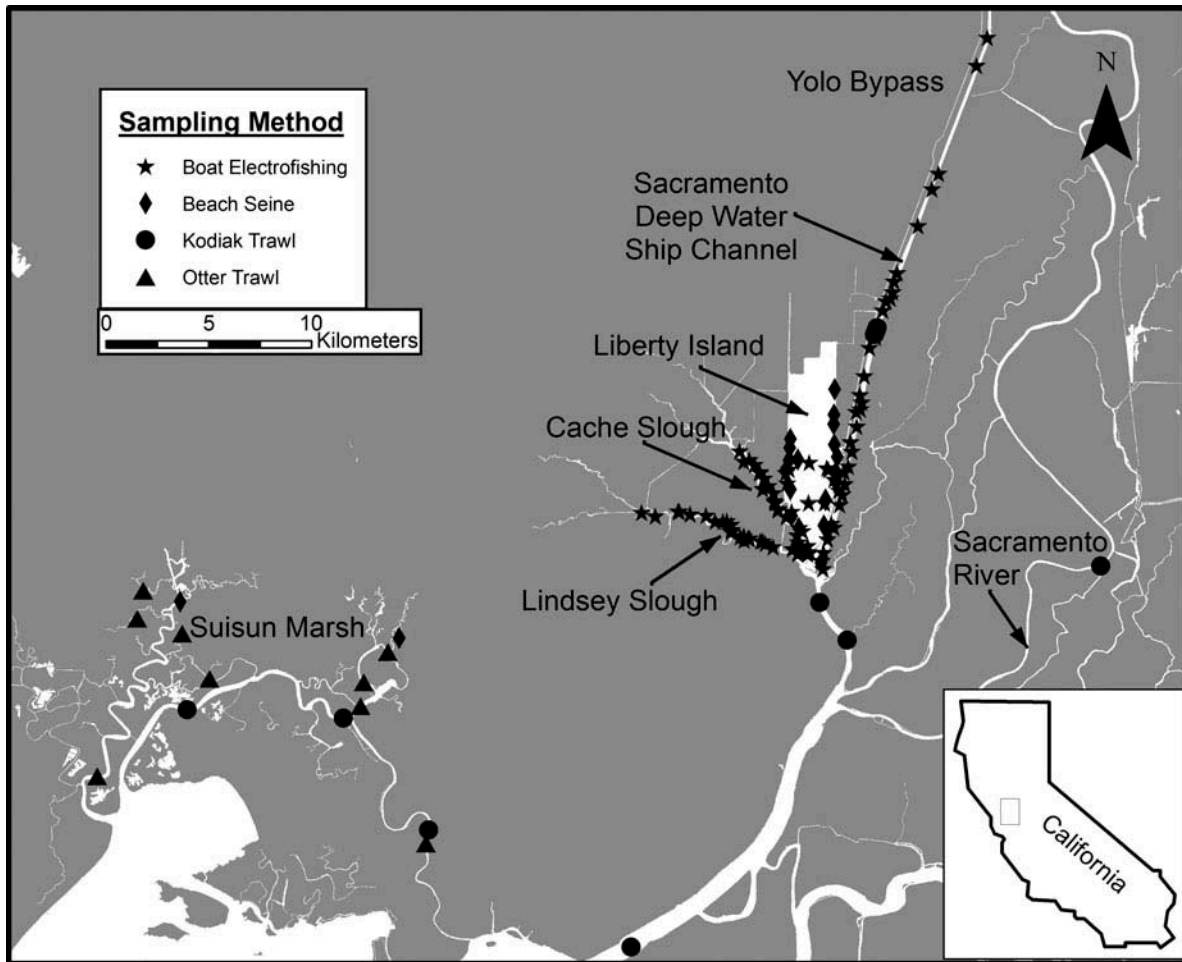 Yolo Bypass
N
Sampling Method
Boat Electrofishing
Beach Seine
Kodiak Trawl
Otter Trawl
0 5 10
Kilometers
Sacramento
Deep Water
Ship Channel
Liberty Island
Cache Slough
Lindsey Slough
Sacramento
River
Suisun Marsh
California